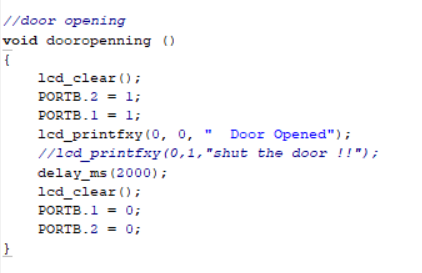 //door opening
void dooropenning ()
{
lcd_clear();
PORTB.2 = 1;
PORTB.1 = 1;
lcd_printfxy(0, 0, "  Door Opened");
//lcd_printfxy(0,1,"shut the door !!");
delay_ms(2000);
lcd_clear();
PORTB.1 = 0;
PORTB.2 = 0;
}